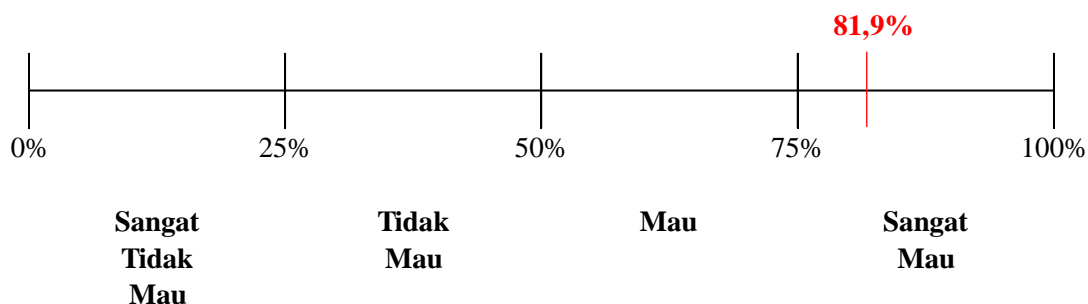 81,9%
0% 25% 50% 75% 100%
Sangat Tidak Mau Sangat
Tidak Mau Mau
Mau